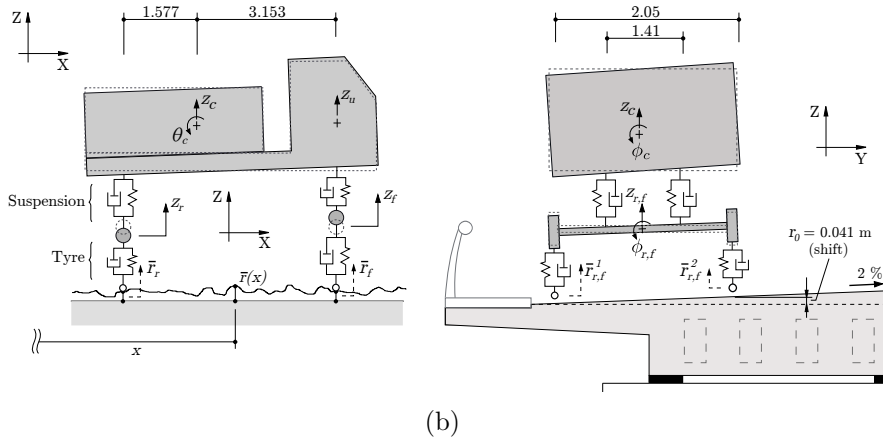 Z
X
1.577
3.153
z_c
θ_c
z_u
Suspension
z_r
Z
X
z_f
Tyre
r̄_r
r̄(x)
r̄_f
x
2.05
1.41
z_c
φ_c
Z
Y
z_{r,f}
φ_{r,f}
r̄_{r,f}^1
r̄_{r,f}^2
r_0 = 0.041 m
(shift)
2 %
(b)